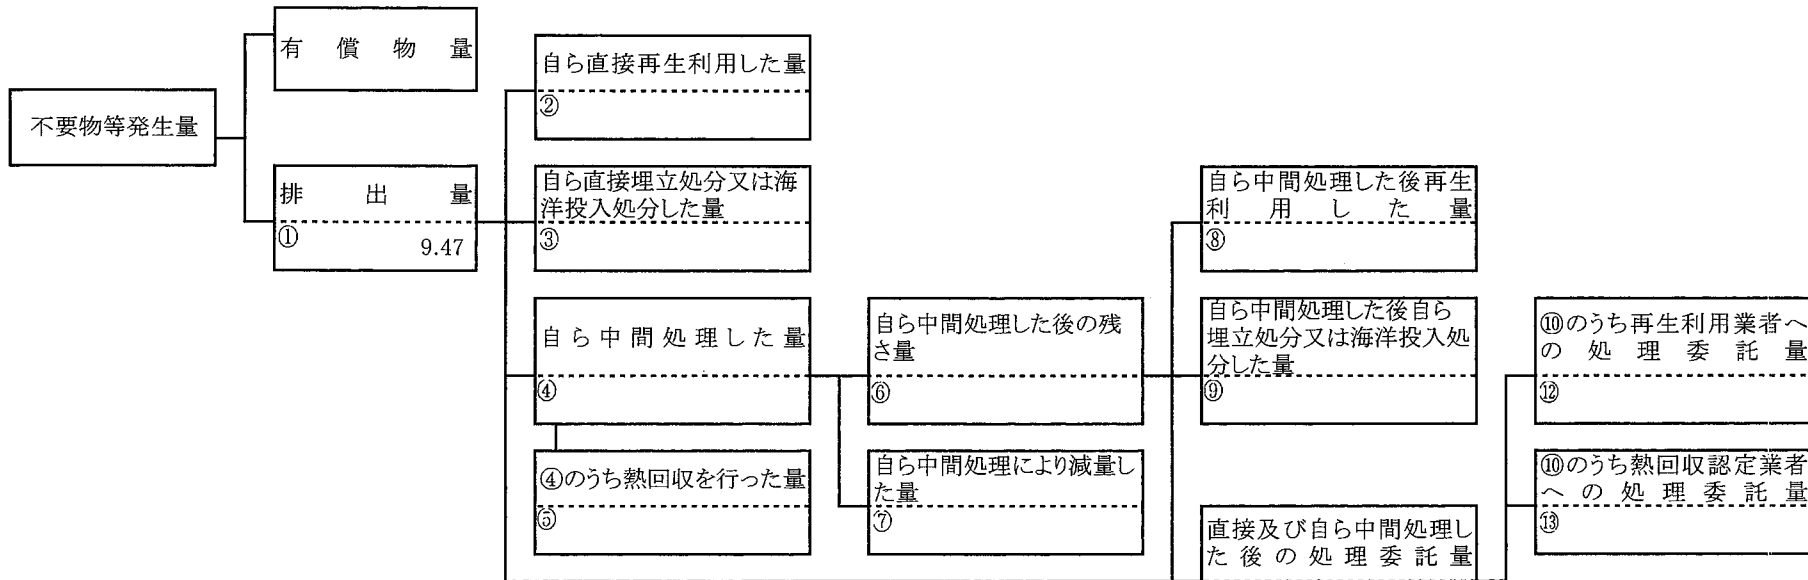 有償物量
不要物等発生量
排出量
①
9.47
自ら直接再生利用した量
②
自ら直接埋立処分又は海
洋投入処分した量
③
自ら中間処理した量
④
④のうち熱回収を行った量
⑤
自ら中間処理した後の残
さ量
⑥
自ら中間処理により減量し
た量
⑦
自ら中間処理した後再生
利用した量
⑧
自ら中間処理した後自ら
埋立処分又は海洋投入処
分した量
⑨
直接及び自ら中間処理し
た後の処理委託量
⑩のうち再生利用業者へ
の処理委託量
⑫
⑩のうち熱回収認定業者
への処理委託量
⑬